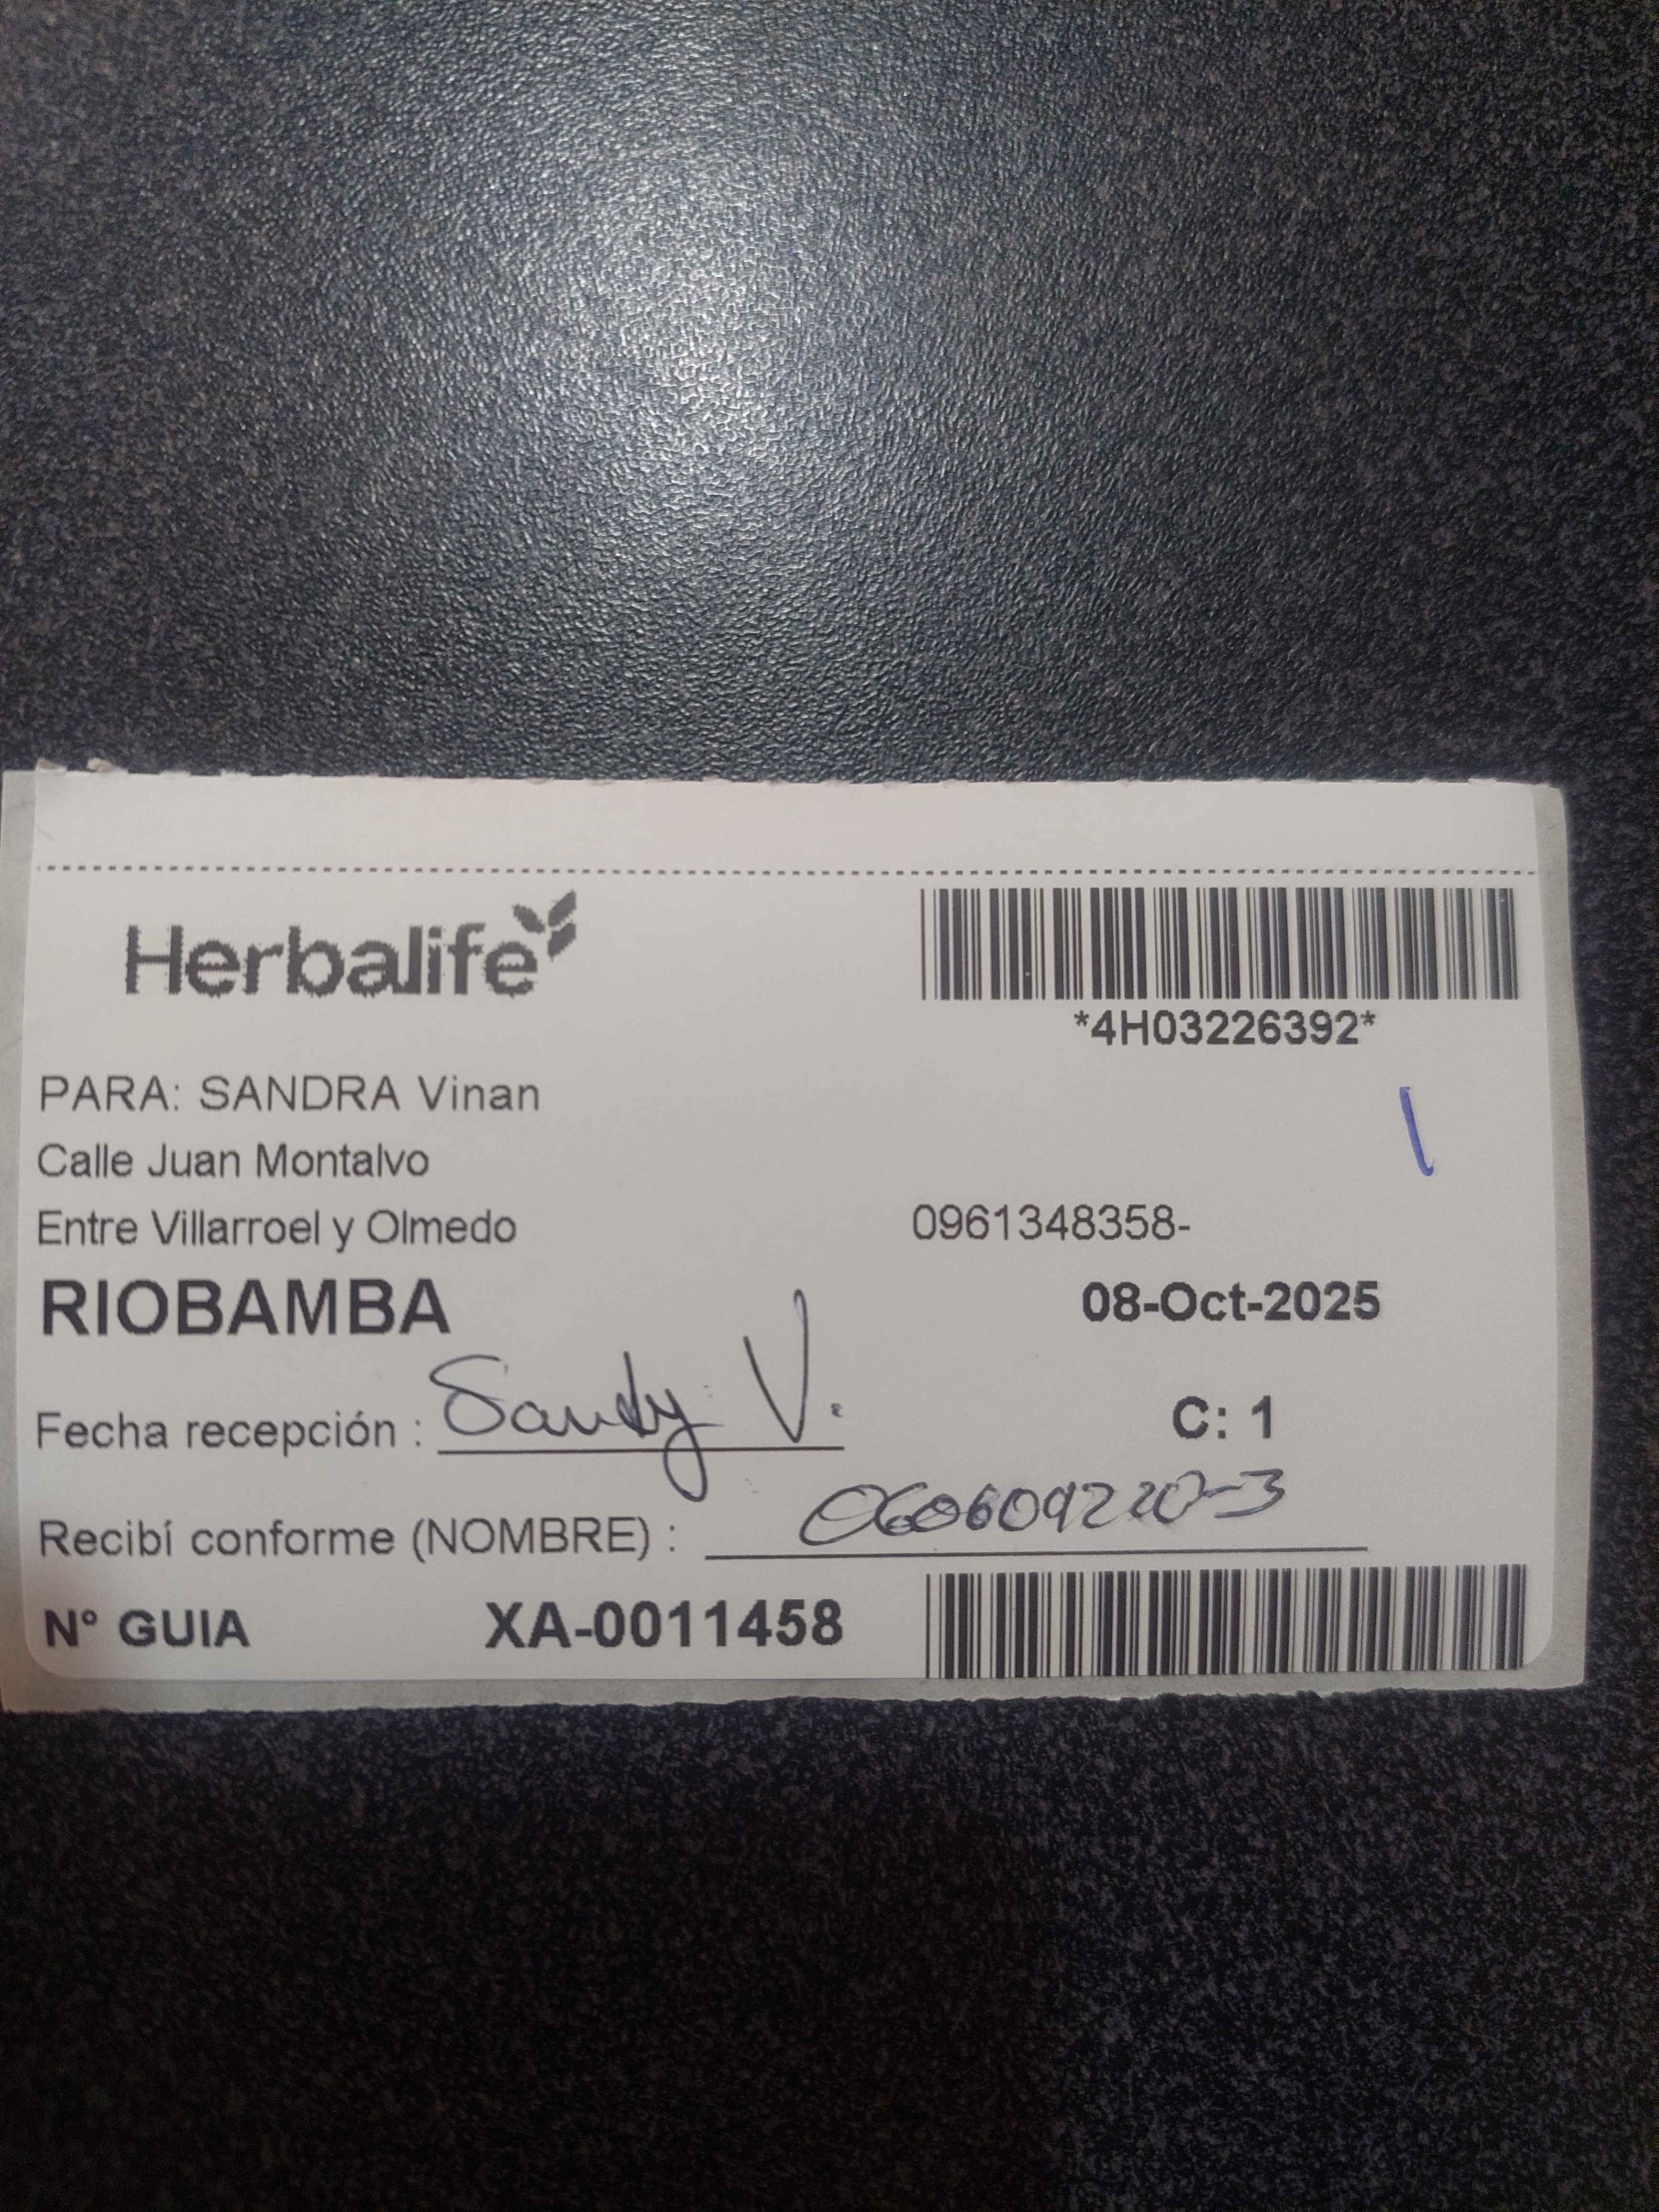 Herbalife
*4H03226392*
PARA: SANDRA Vinan
Calle Juan Montalvo
Entre Villarroel y Olmedo 0961348358-
RIOBAMBA 08-Oct-2025
Fecha recepción : Sandy V. C: 1
Recibí conforme (NOMBRE) : 060609220-3
N° GUIA XA-0011458